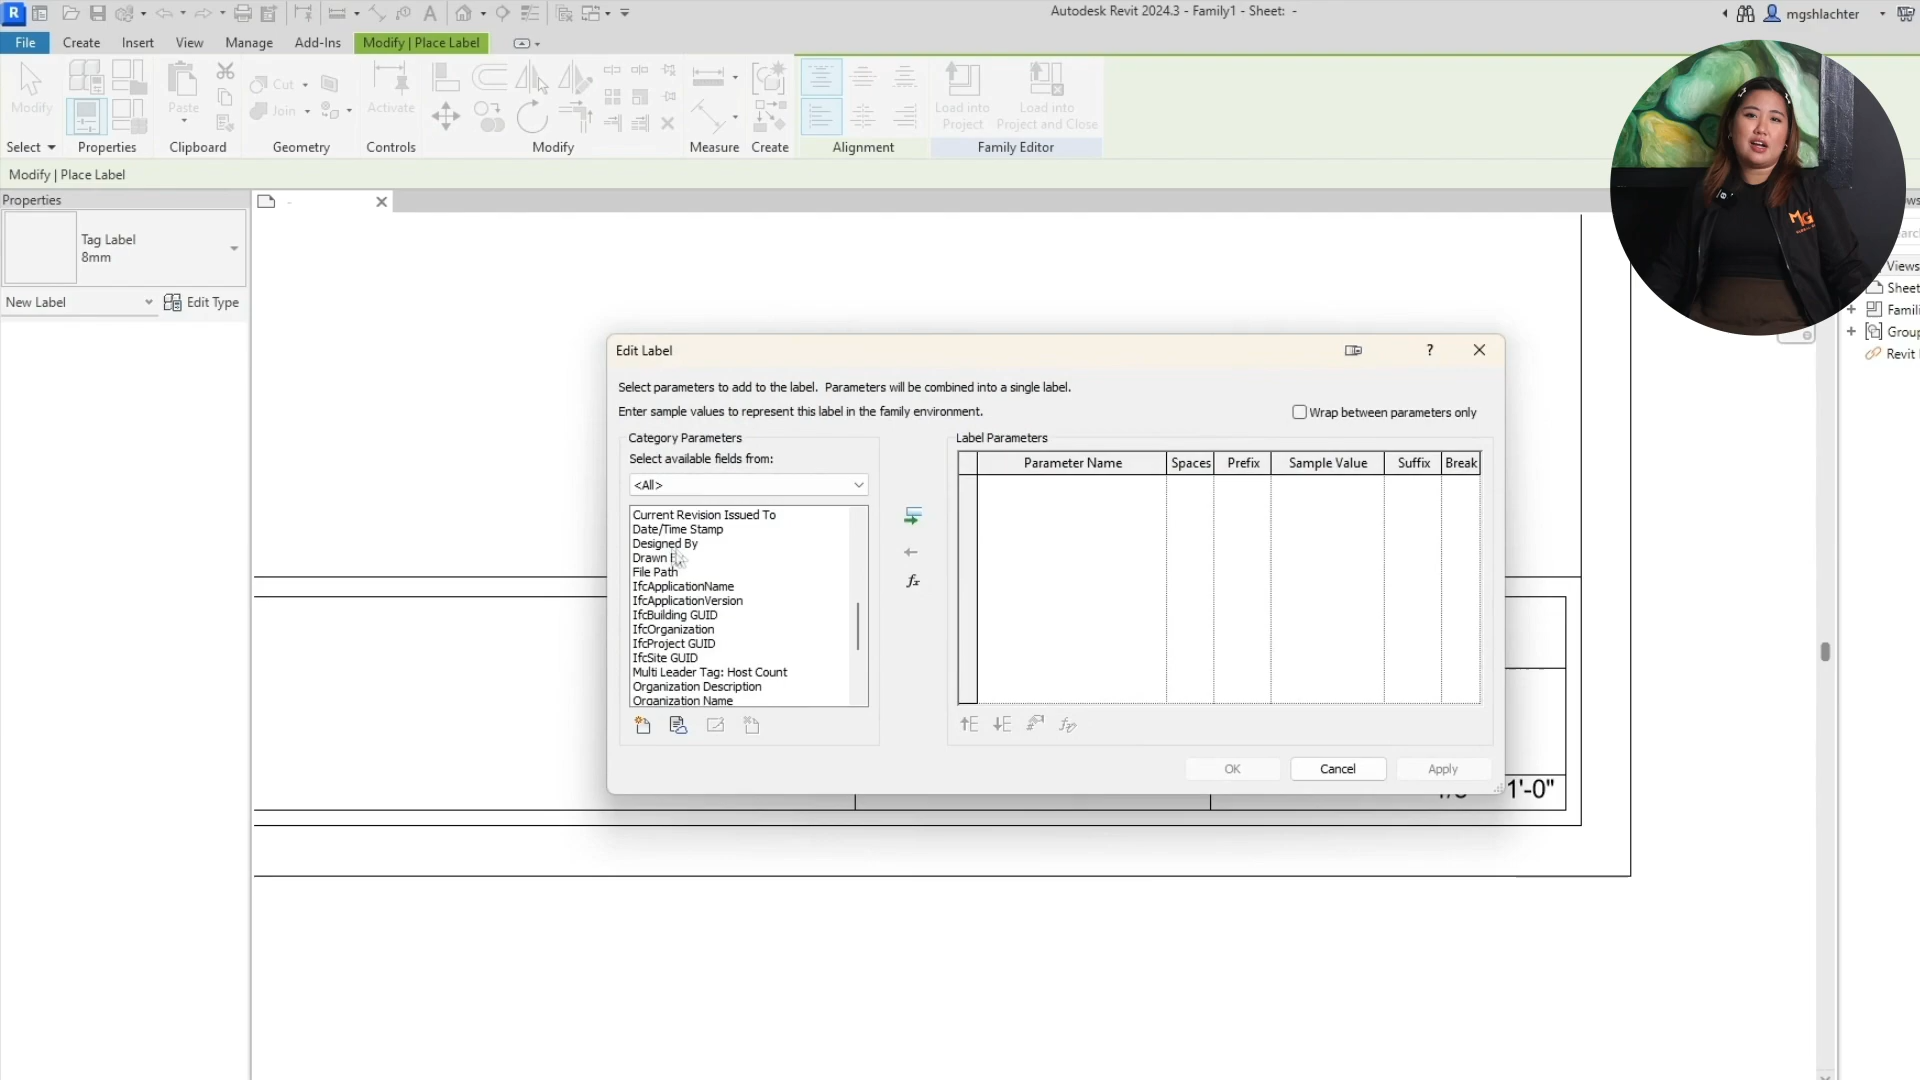 Autodesk Revit 2024.3 - Family1 - Sheet: -
mgshlachter
File
Create
Insert
View
Manage
Add-Ins
Modify | Place Label
Modify
Paste
Cut
Join
Activate
Load into
Project
Load into
Project and Close
Select
Properties
Clipboard
Geometry
Controls
Modify
Measure
Create
Alignment
Family Editor
Modify | Place Label
Properties
Tag Label
8mm
New Label
Edit Type
Views
Sheet
Famili
Group
Revit
Edit Label
Select parameters to add to the label. Parameters will be combined into a single label.
Enter sample values to represent this label in the family environment.
Wrap between parameters only
Category Parameters
Select available fields from:
<All>
Current Revision Issued To
Date/Time Stamp
Designed By
Drawn
File Path
IfcApplicationName
IfcApplicationVersion
IfcBuilding GUID
IfcOrganization
IfcProject GUID
IfcSite GUID
Multi Leader Tag: Host Count
Organization Description
Organization Name
Label Parameters
Parameter Name
Spaces
Prefix
Sample Value
Suffix
Break
OK
Cancel
Apply
1'-0"